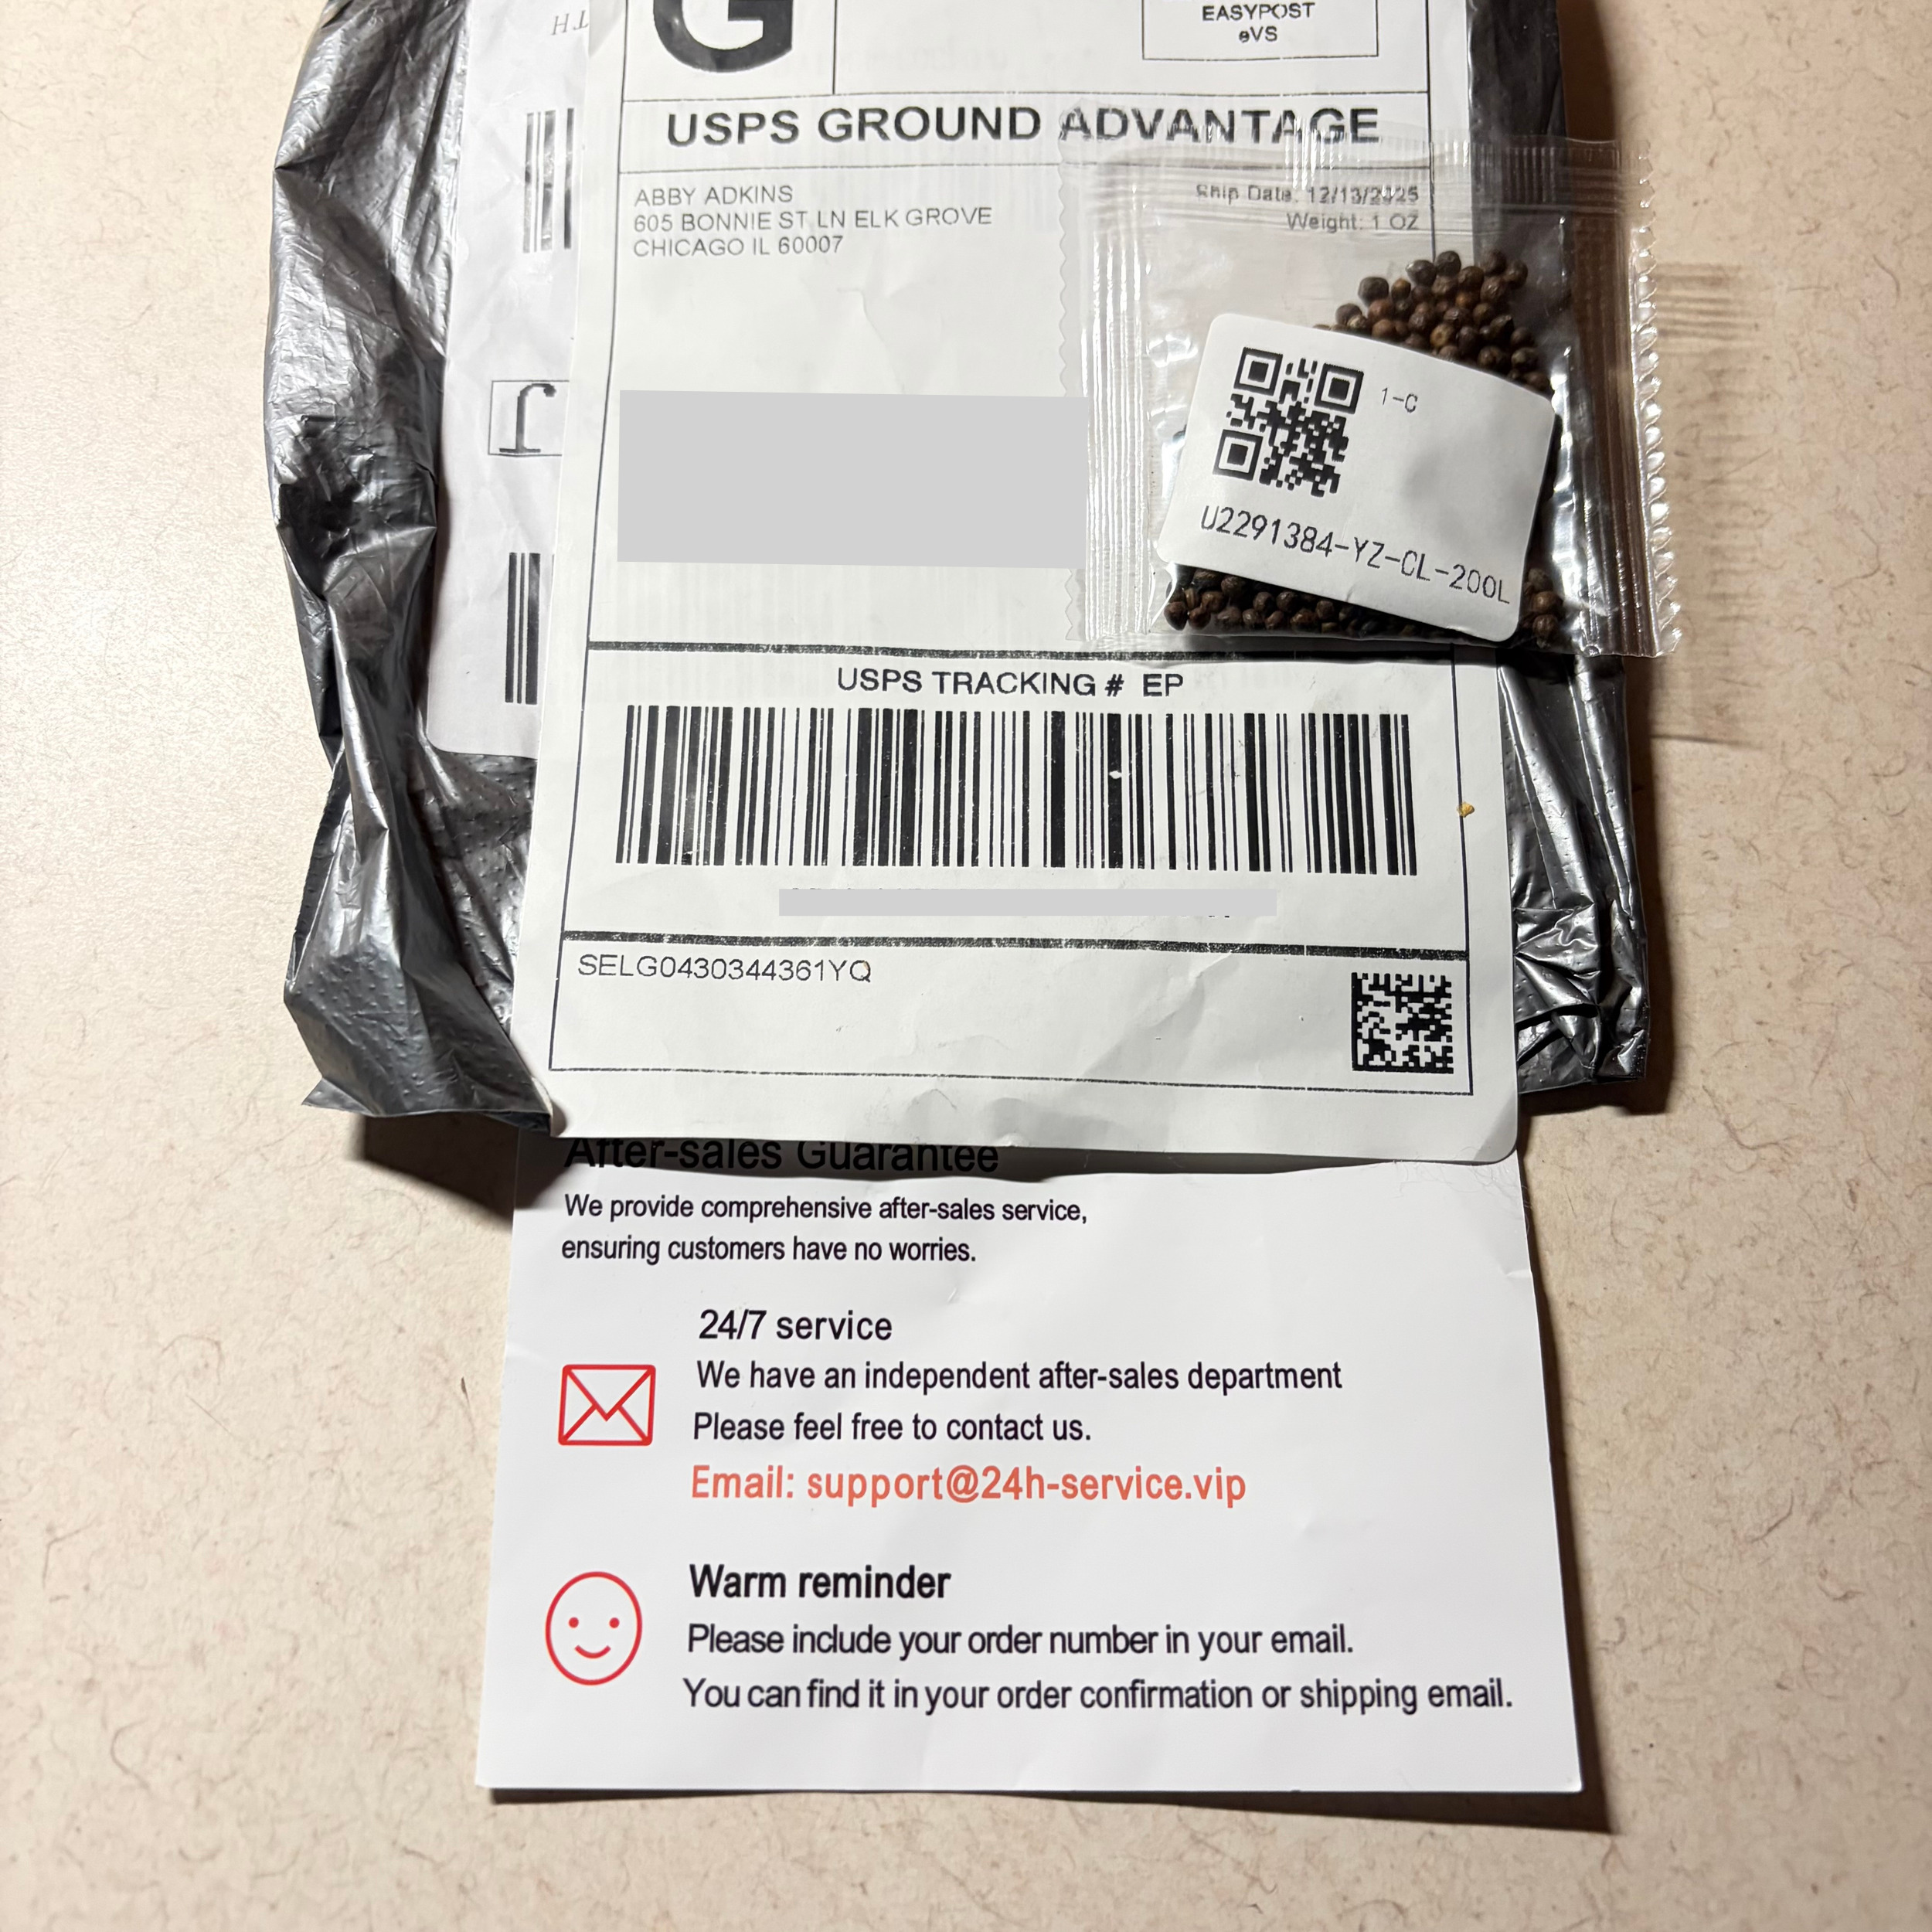 G
EASYPOST
eVS
USPS GROUND ADVANTAGE
ABBY ADKINS
605 BONNIE ST LN ELK GROVE
CHICAGO IL 60007
Ship Date: 12/13/2025
Weight: 1 OZ
1-C
U2291384-YZ-CL-200L
USPS TRACKING # EP
SELG0430344361YQ
After-sales Guarantee
We provide comprehensive after-sales service,
ensuring customers have no worries.
24/7 service
We have an independent after-sales department
Please feel free to contact us.
Email: support@24h-service.vip
Warm reminder
Please include your order number in your email.
You can find it in your order confirmation or shipping email.